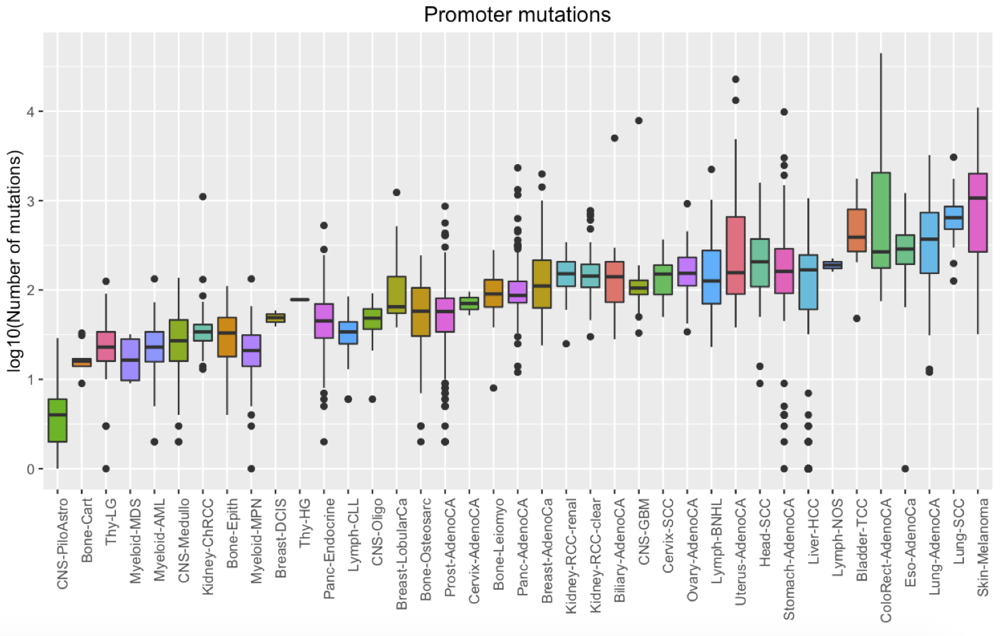 Promoter mutations
log10(Number of mutations)
4
3
2
1
0
CNS-PiloAstro
Bone-Cart
Thy-LG
Myeloid-MDS
Myeloid-AML
CNS-Medullo
Kidney-ChRCC
Bone-Epith
Myeloid-MPN
Breast-DCIS
Thy-HG
Panc-Endocrine
Lymph-CLL
CNS-Oligo
Breast-LobularCa
Bone-Osteosarc
Prost-AdenoCA
Cervix-AdenoCA
Bone-Leiomyo
Panc-AdenoCA
Breast-AdenoCa
Kidney-RCC-renal
Kidney-RCC-clear
Biliary-AdenoCA
CNS-GBM
Cervix-SCC
Ovary-AdenoCA
Lymph-BNHL
Uterus-AdenoCA
Head-SCC
Stomach-AdenoCA
Liver-HCC
Lymph-NOS
Bladder-TCC
ColoRect-AdenoCA
Eso-AdenoCa
Lung-AdenoCA
Lung-SCC
Skin-Melanoma